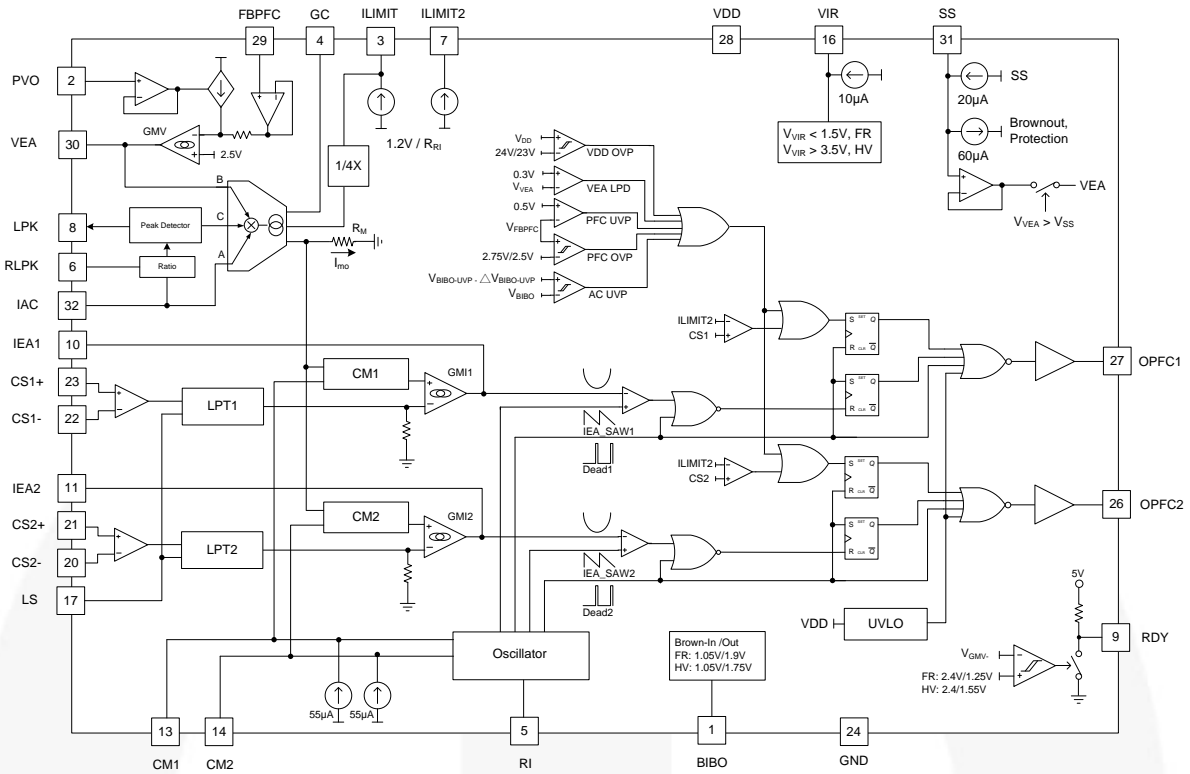 FBPFC GC ILIMIT ILIMIT2 VDD VIR SS
29 4 3 7 28 16 31
PVO 2
VEA 30
LPK 8
RLPK 6
IAC 32
IEA1 10
CS1+ 23
CS1- 22
IEA2 11
CS2+ 21
CS2- 20
LS 17
GMV
2.5V
B
C
A
Peak Detector
Ratio
1/4X
1.2V / RRI
RM
Imo
10µA
VVIR < 1.5V, FR
VVIR > 3.5V, HV
SS
20µA
Brownout,
Protection
60µA
VEA
VVEA > VSS
VDD
24V/23V
VDD OVP
0.3V
VVEA
VEA LPD
0.5V
PFC UVP
VFBPFC
2.75V/2.5V
PFC OVP
VBIBO-UVP - △VBIBO-UVP
VBIBO
AC UVP
ILIMIT2
CS1
S SET Q
R CLR Q
S SET Q
R CLR Q
27 OPFC1
LPT1
CM1
GMI1
IEA_SAW1
Dead1
ILIMIT2
CS2
S SET Q
R CLR Q
S SET Q
R CLR Q
26 OPFC2
LPT2
CM2
GMI2
IEA_SAW2
Dead2
VDD
UVLO
5V
9 RDY
VGMV-
FR: 2.4V/1.25V
HV: 2.4/1.55V
Oscillator
Brown-In /Out
FR: 1.05V/1.9V
HV: 1.05V/1.75V
55µA 55µA
13 14 5 1 24
CM1 CM2 RI BIBO GND